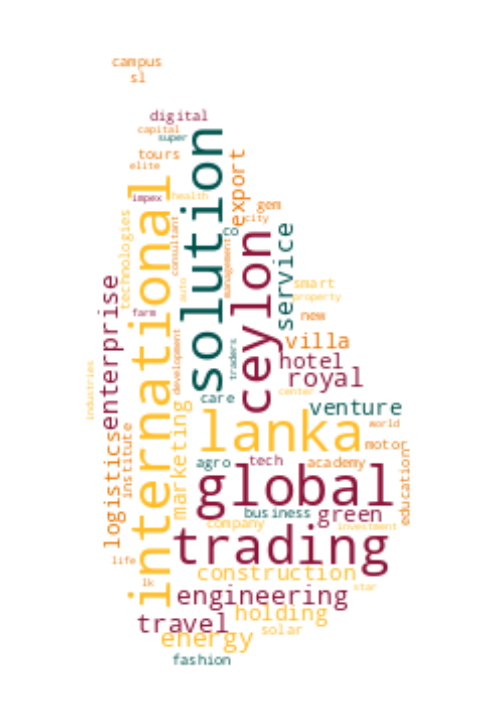 campus
sl
digital
capital
super
tours
elite
export
solution
international
impex
health
gem
city
co
technologies
consultant
management
ceylon
service
auto
smart
property
enterprise
farm
new
development
traders
villa
hotel
royal
industries
care
center
venture
marketing
lanka
world
motor
logistics
institute
agro
tech
academy
education
global
business
green
company
investment
trading
life
lk
construction
star
engineering
holding
travel
energy
solar
fashion